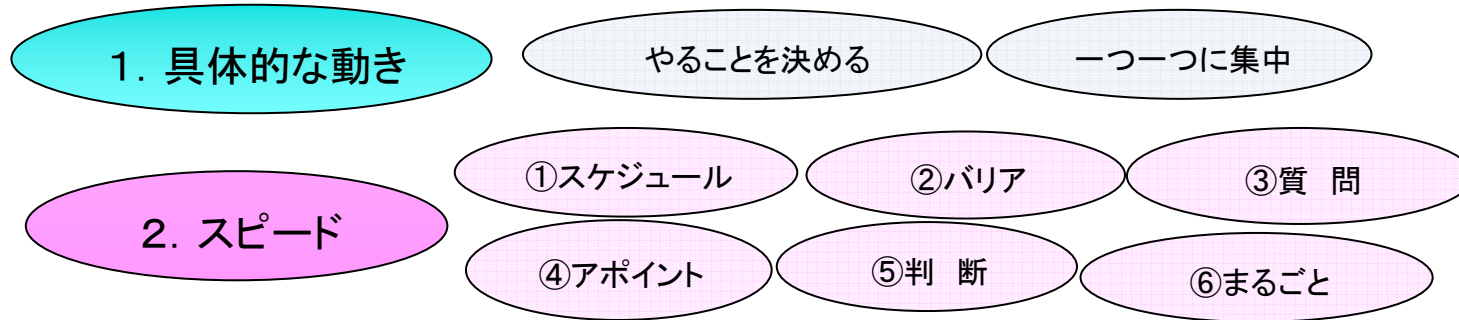 １．具体的な動き
やることを決める
一つ一つに集中
２．スピード
①スケジュール
②バリア
③質　問
④アポイント
⑤判　断
⑥まるごと